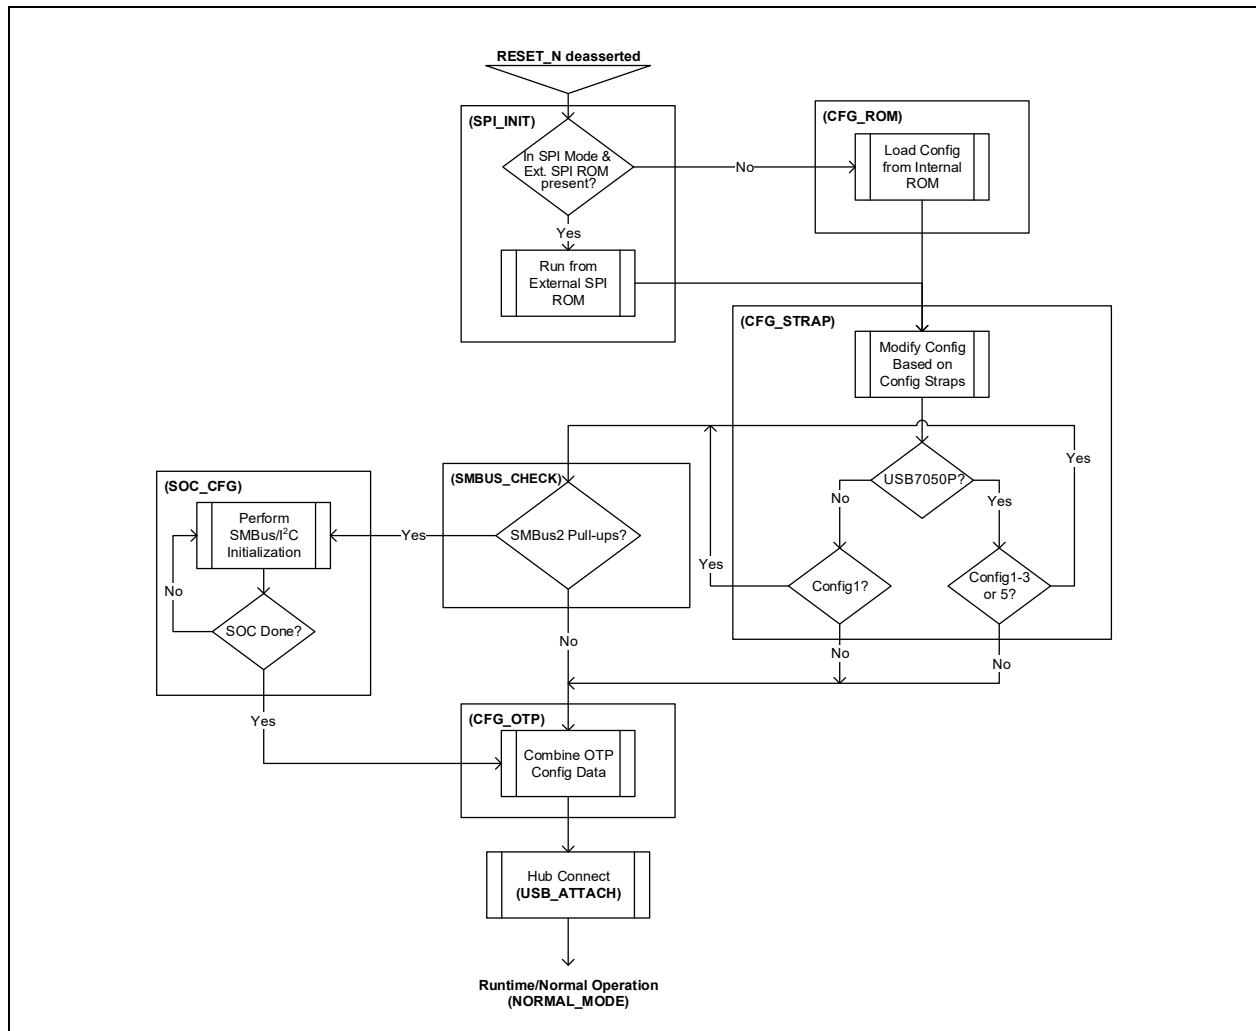 RESET_N deasserted
(SPI_INIT)
In SPI Mode &
Ext. SPI ROM
present?
No
(CFG_ROM)
Load Config
from Internal
ROM
Yes
Run from
External SPI
ROM
(CFG_STRAP)
Modify Config
Based on
Config Straps
USB7050P?
No
Yes
Yes
Config1?
Yes
Config1-3
or 5?
No
No
(SMBUS_CHECK)
SMBus2 Pull-ups?
Yes
No
(SOC_CFG)
Perform
SMBus/I²C
Initialization
No
SOC Done?
Yes
(CFG_OTP)
Combine OTP
Config Data
Hub Connect
(USB_ATTACH)
Runtime/Normal Operation
(NORMAL_MODE)